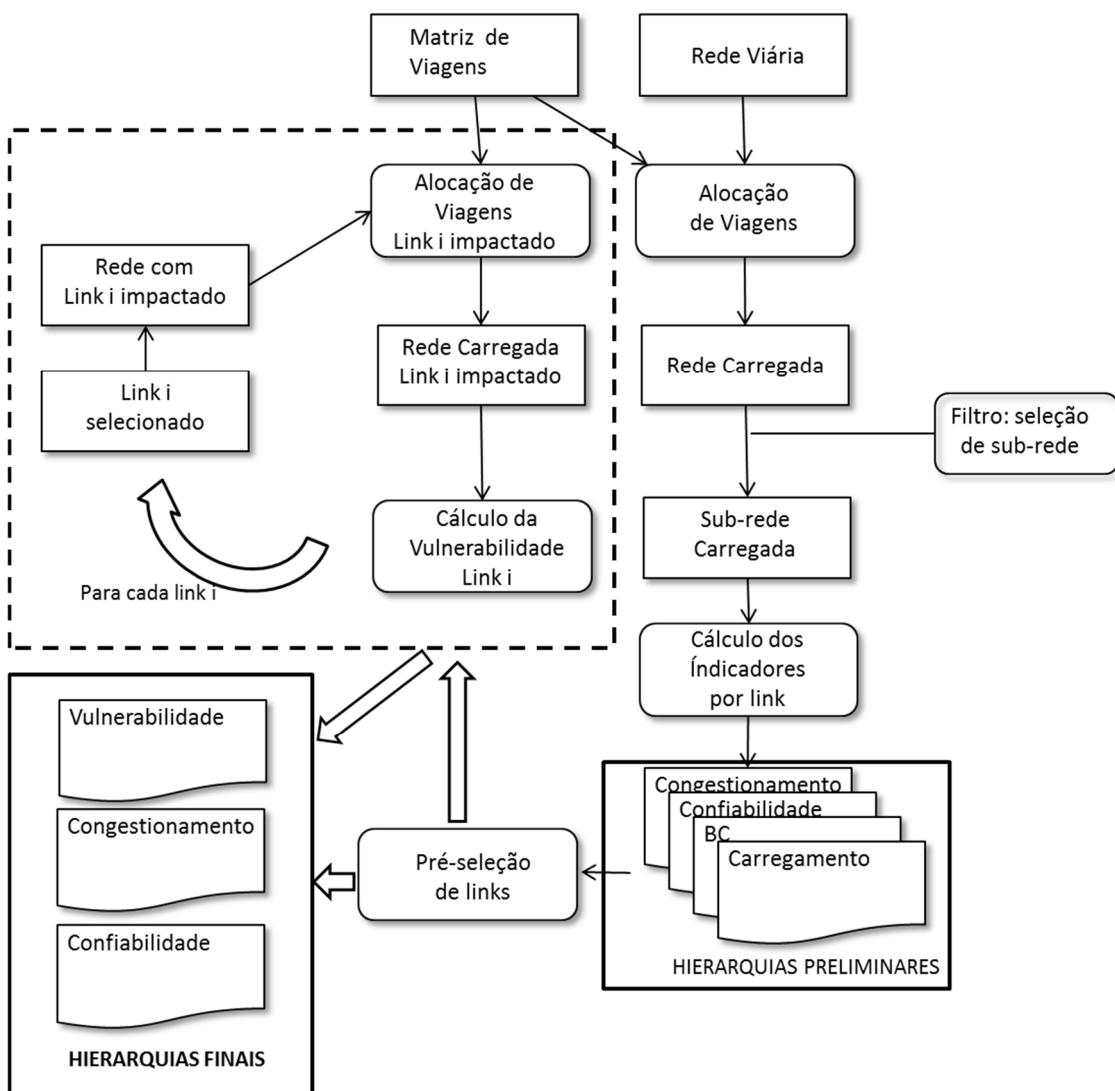 Matriz de
Viagens
Rede Viária
Alocação de
Viagens
Link i impactado
Alocação
de Viagens
Rede com
Link i impactado
Rede Carregada
Link i impactado
Rede Carregada
Link i
selecionado
Filtro: seleção
de sub-rede
Cálculo da
Vulnerabilidade
Link i
Sub-rede
Carregada
Para cada link i
Cálculo dos
Índicadores
por link
Vulnerabilidade
Congestionamento
Confiabilidade
HIERARQUIAS FINAIS
Pré-seleção
de links
Congestionamento
Confiabilidade
BC
Carregamento
HIERARQUIAS PRELIMINARES